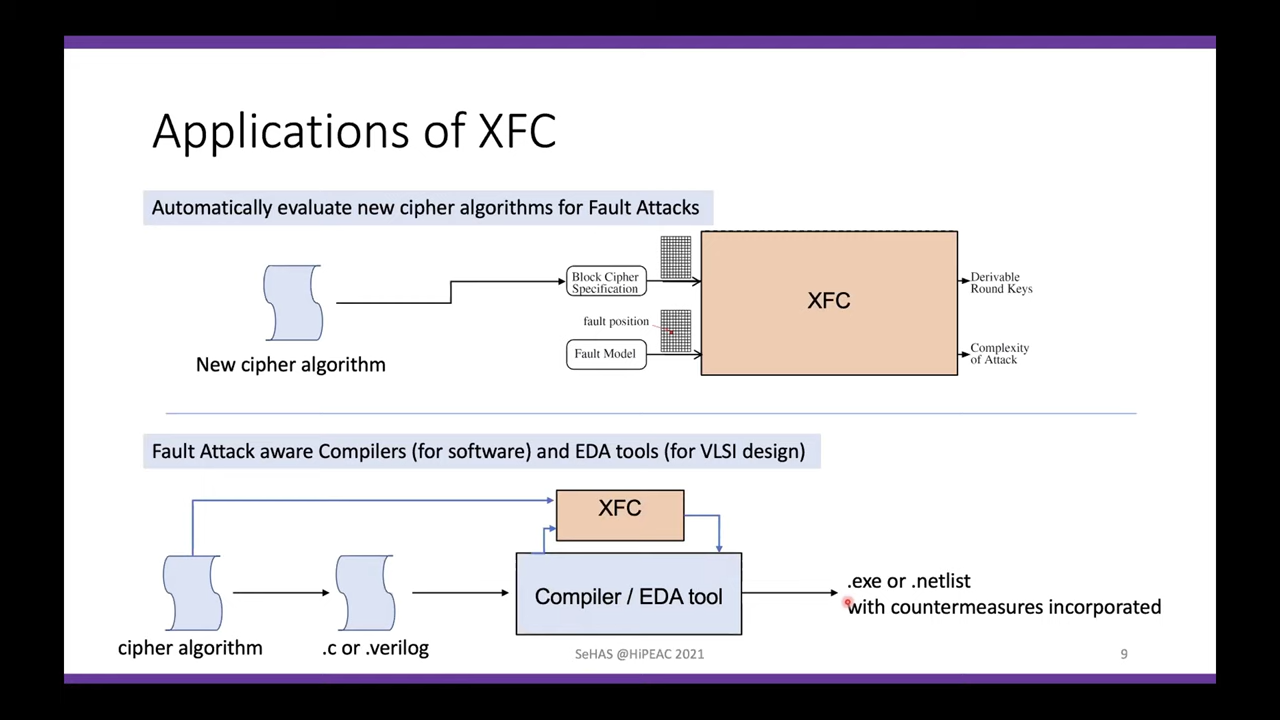 Applications of XFC
Automatically evaluate new cipher algorithms for Fault Attacks
New cipher algorithm
Block Cipher
Specification
fault position
Fault Model
XFC
Derivable
Round Keys
Complexity
of Attack
Fault Attack aware Compilers (for software) and EDA tools (for VLSI design)
XFC
cipher algorithm
.c or .verilog
Compiler / EDA tool
.exe or .netlist
with countermeasures incorporated
SeHAS @HiPEAC 2021
9